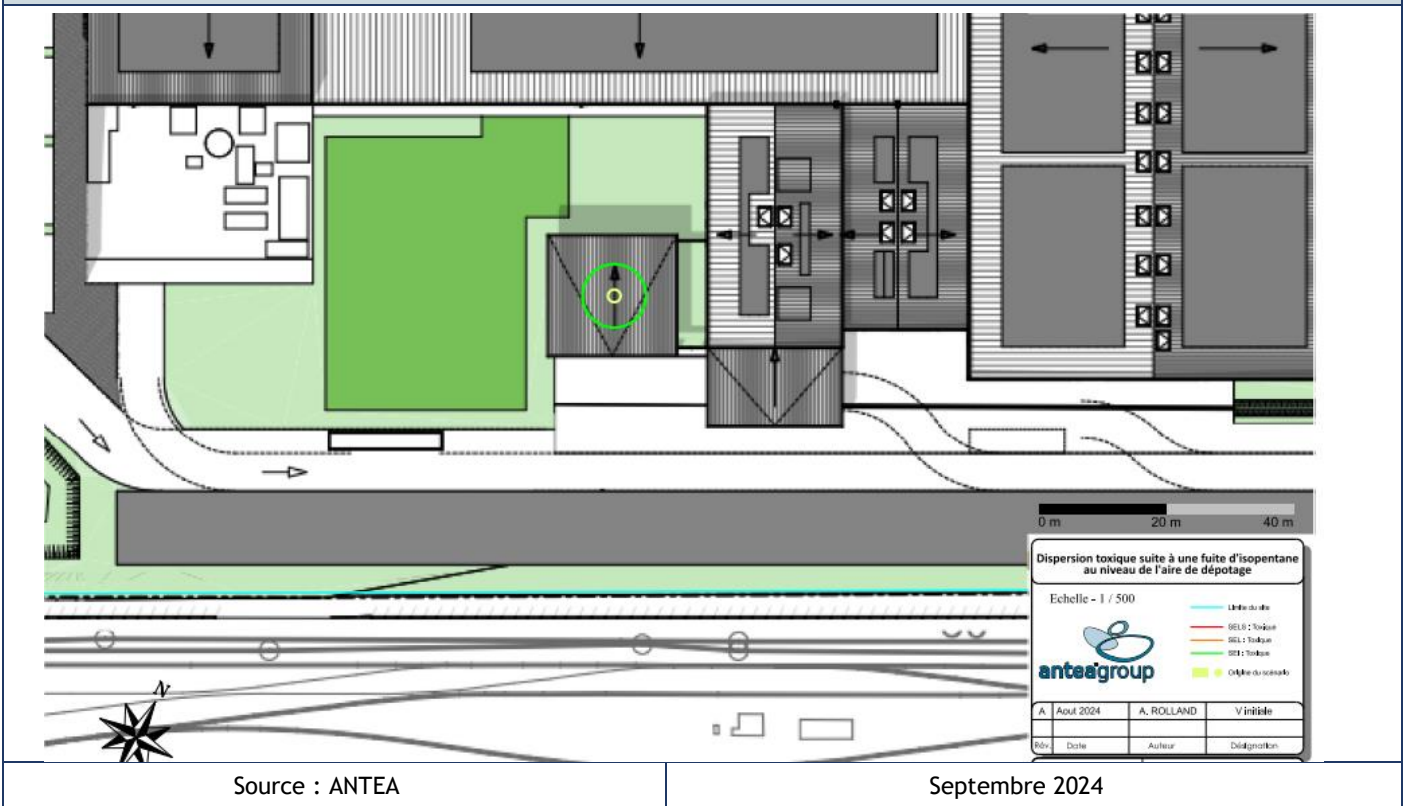 0 m 20 m 40 m
Dispersion toxique suite à une fuite d'isopentane
au niveau de l'aire de dépotage
Echelle - 1 / 500
Limite du site
SELS : Toxique
SEL : Toxique
SEI : Toxique
Origine du scénario
anteagroup
A Aout 2024 A. ROLLAND V initiale
Rév. Date Auteur Désignation
N
Source : ANTEA Septembre 2024